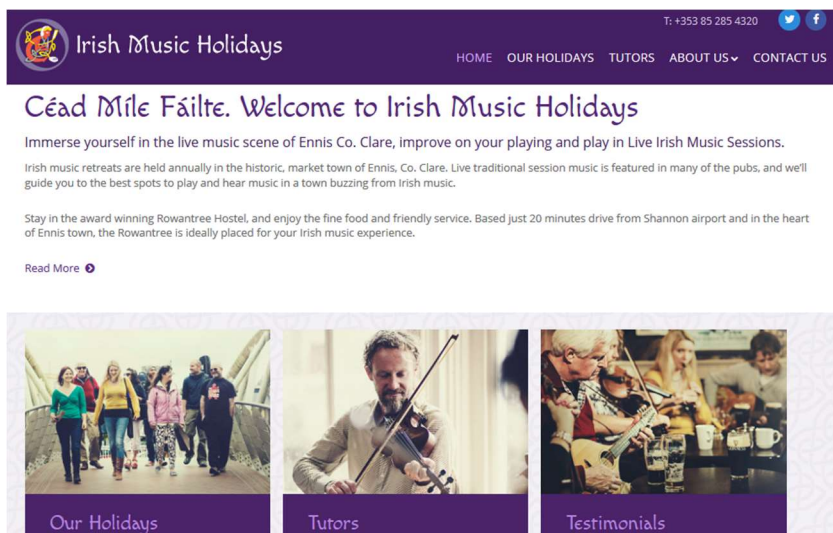 T: +353 85 285 4320
Irish Music Holidays
HOME OUR HOLIDAYS TUTORS ABOUT US CONTACT US
Céad Míle Fáilte. Welcome to Irish Music Holidays
Immerse yourself in the live music scene of Ennis Co. Clare, improve on your playing and play in Live Irish Music Sessions.
Irish music retreats are held annually in the historic, market town of Ennis, Co. Clare. Live traditional session music is featured in many of the pubs, and we'll
guide you to the best spots to play and hear music in a town buzzing from Irish music.
Stay in the award winning Rowantree Hostel, and enjoy the fine food and friendly service. Based just 20 minutes drive from Shannon airport and in the heart
of Ennis town, the Rowantree is ideally placed for your Irish music experience.
Read More
Our Holidays
Tutors
Testimonials